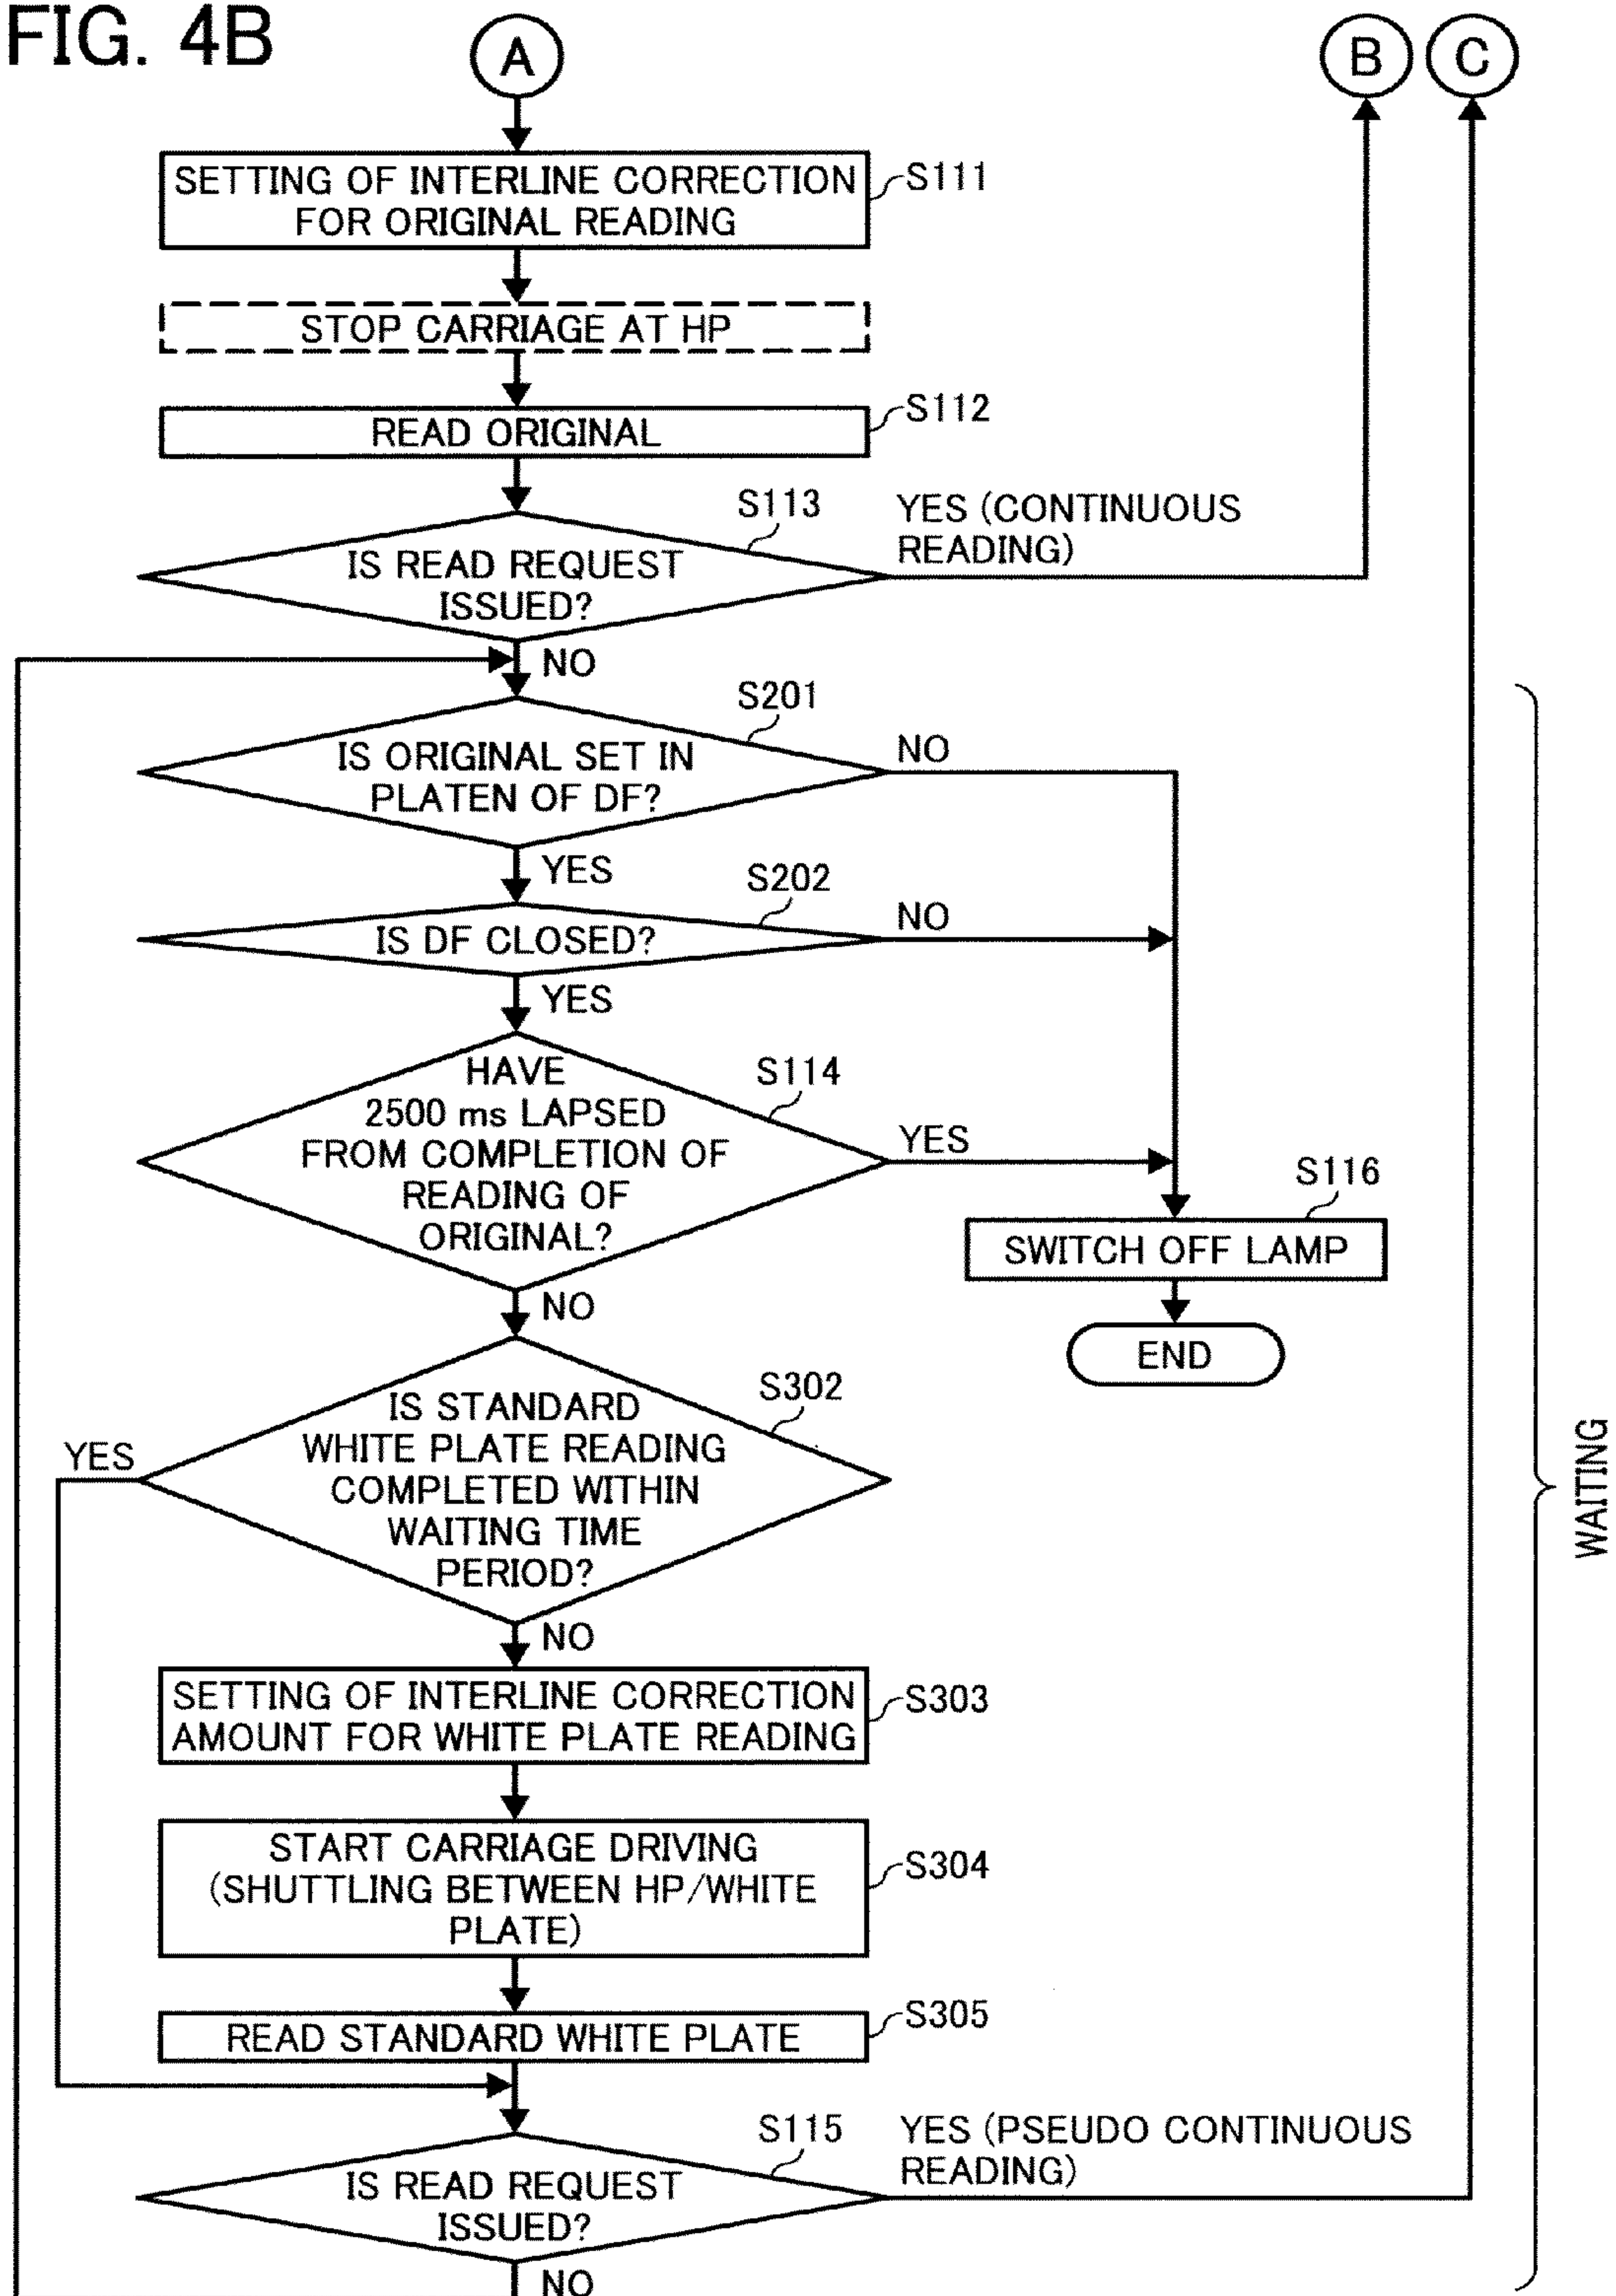 FIG. 4B
A
B
C
SETTING OF INTERLINE CORRECTION
FOR ORIGINAL READING
S111
STOP CARRIAGE AT HP
READ ORIGINAL
S112
IS READ REQUEST
ISSUED?
S113
YES (CONTINUOUS
READING)
NO
IS ORIGINAL SET IN
PLATEN OF DF?
S201
NO
YES
IS DF CLOSED?
S202
NO
YES
HAVE
2500 ms LAPSED
FROM COMPLETION OF
READING OF
ORIGINAL?
S114
YES
S116
SWITCH OFF LAMP
END
NO
IS STANDARD
WHITE PLATE READING
COMPLETED WITHIN
WAITING TIME
PERIOD?
S302
YES
NO
WAITING
SETTING OF INTERLINE CORRECTION
AMOUNT FOR WHITE PLATE READING
S303
START CARRIAGE DRIVING
(SHUTTLING BETWEEN HP/WHITE
PLATE)
S304
READ STANDARD WHITE PLATE
S305
IS READ REQUEST
ISSUED?
S115
YES (PSEUDO CONTINUOUS
READING)
NO